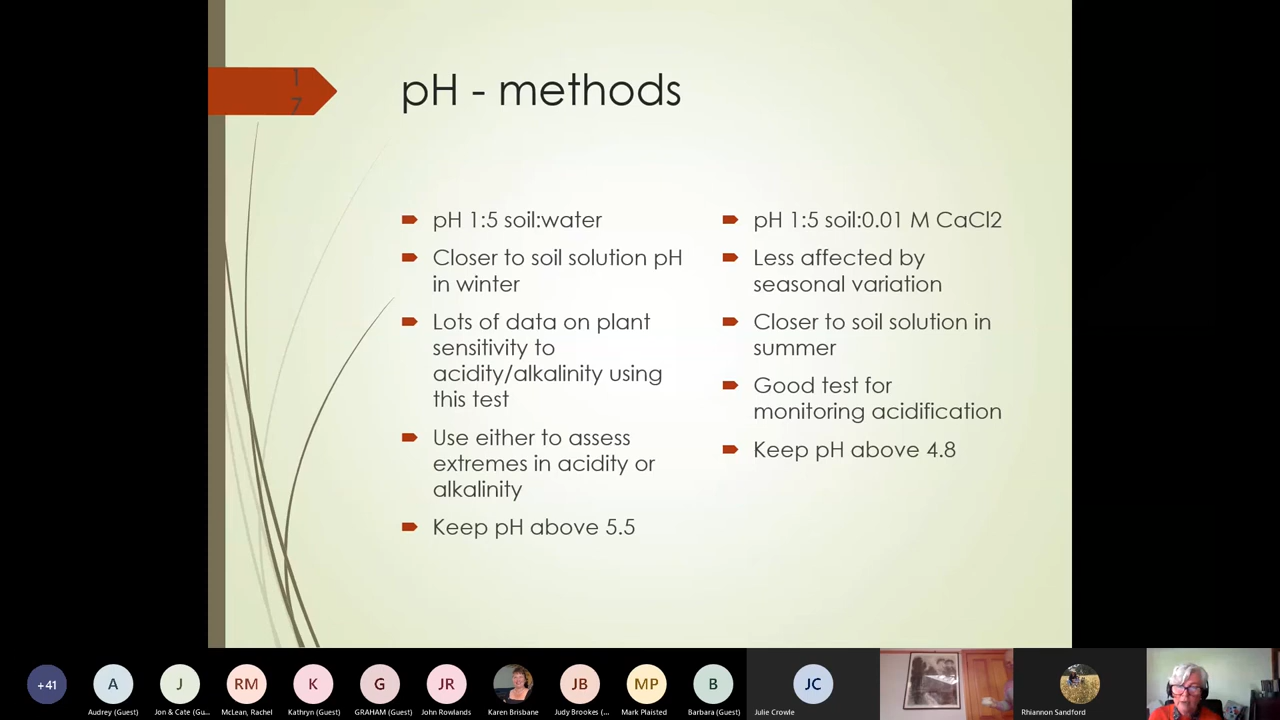 1
7
pH - methods
pH 1:5 soil:water
Closer to soil solution pH
in winter
Lots of data on plant
sensitivity to
acidity/alkalinity using
this test
Use either to assess
extremes in acidity or
alkalinity
Keep pH above 5.5
pH 1:5 soil:0.01 M CaCl2
Less affected by
seasonal variation
Closer to soil solution in
summer
Good test for
monitoring acidification
Keep pH above 4.8
+41
A
J
RM
K
G
JR
JB
MP
B
JC
Audrey (Guest)
Jon & Cate (Gu...
McLean, Rachel
Kathryn (Guest)
GRAHAM (Guest)
John Rowlands
Karen Brisbane
Judy Brookes (...
Mark Plaisted
Barbara (Guest)
Julie Crowle
Rhiannon Sandford